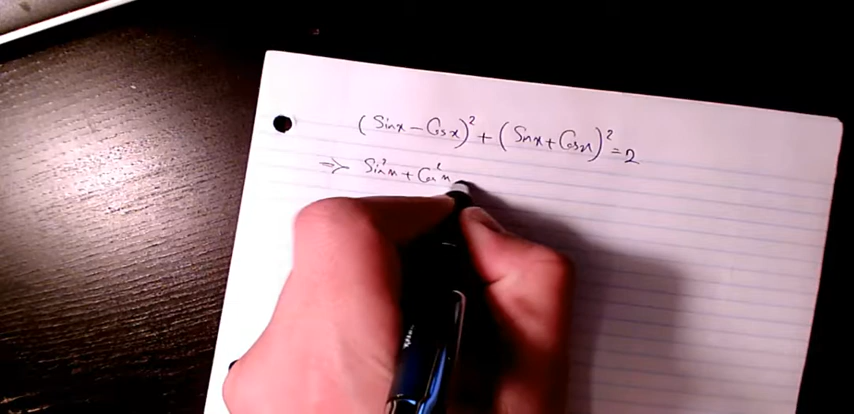 (Sinx - Cosx)² + (Sinx + Cosx)² = 2
⇒ Sin²x + Cos²x